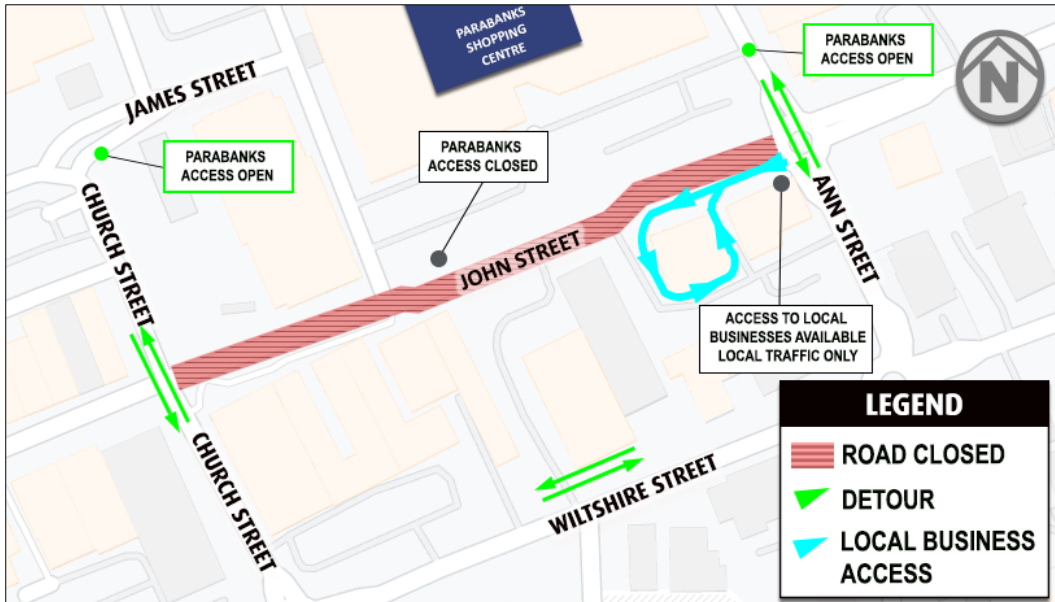 PARABANKS
SHOPPING
CENTRE
PARABANKS
ACCESS OPEN
N
JAMES STREET
PARABANKS
ACCESS OPEN
PARABANKS
ACCESS CLOSED
CHURCH STREET
JOHN STREET
ANN STREET
ACCESS TO LOCAL
BUSINESSES AVAILABLE
LOCAL TRAFFIC ONLY
CHURCH STREET
WILTSHIRE STREET
LEGEND
ROAD CLOSED
DETOUR
LOCAL BUSINESS
ACCESS